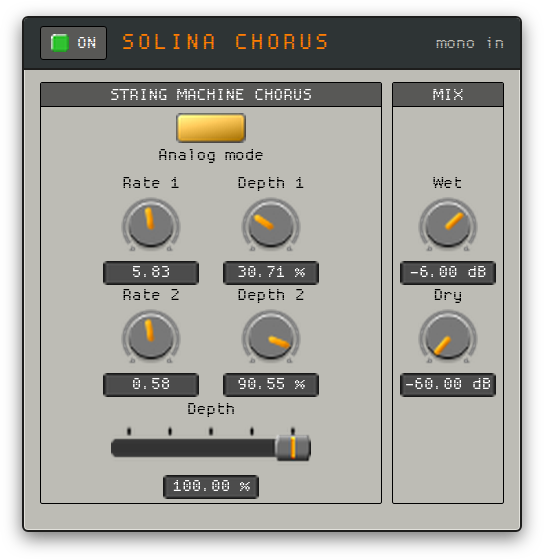 ON SOLINA CHORUS mono in
STRING MACHINE CHORUS
Analog mode
Rate 1 Depth 1
5.83 30.71 %
Rate 2 Depth 2
0.58 90.55 %
Depth
100.00 %
MIX
Wet
-6.00 dB
Dry
-60.00 dB